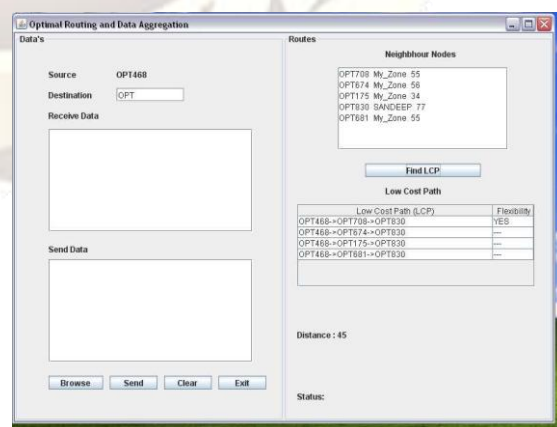 Optimal Routing and Data Aggregation
Data's
Source OPT468
Destination OPT
Receive Data
Send Data
Browse Send Clear Exit
Routes
Neighbhour Nodes
OPT708 My_Zone 55
OPT674 My_Zone 56
OPT175 My_Zone 34
OPT830 SANDEEP 77
OPT681 My_Zone 55
Find LCP
Low Cost Path
Low Cost Path (LCP) Flexibility
OPT468->OPT708->OPT830 YES
OPT468->OPT674->OPT830 ---
OPT468->OPT175->OPT830 ---
OPT468->OPT681->OPT830 ---
Distance : 45
Status: